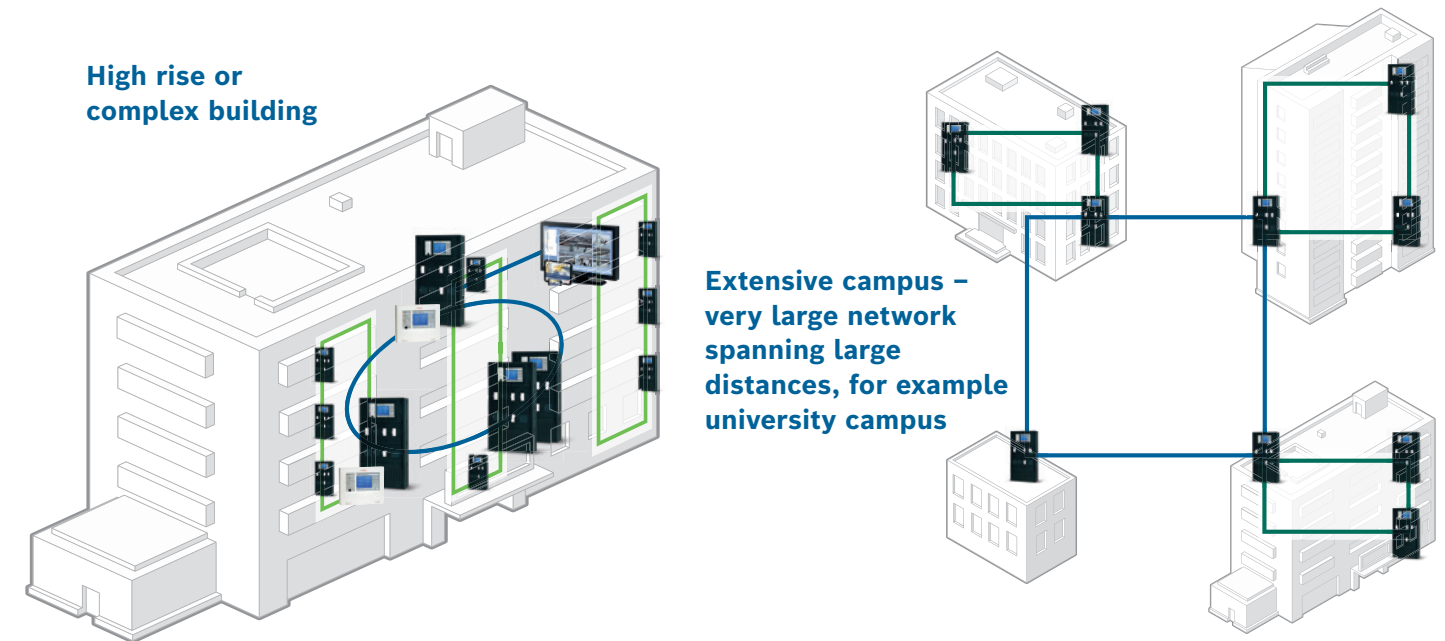 High rise or
complex building
Extensive campus –
very large network
spanning large
distances, for example
university campus